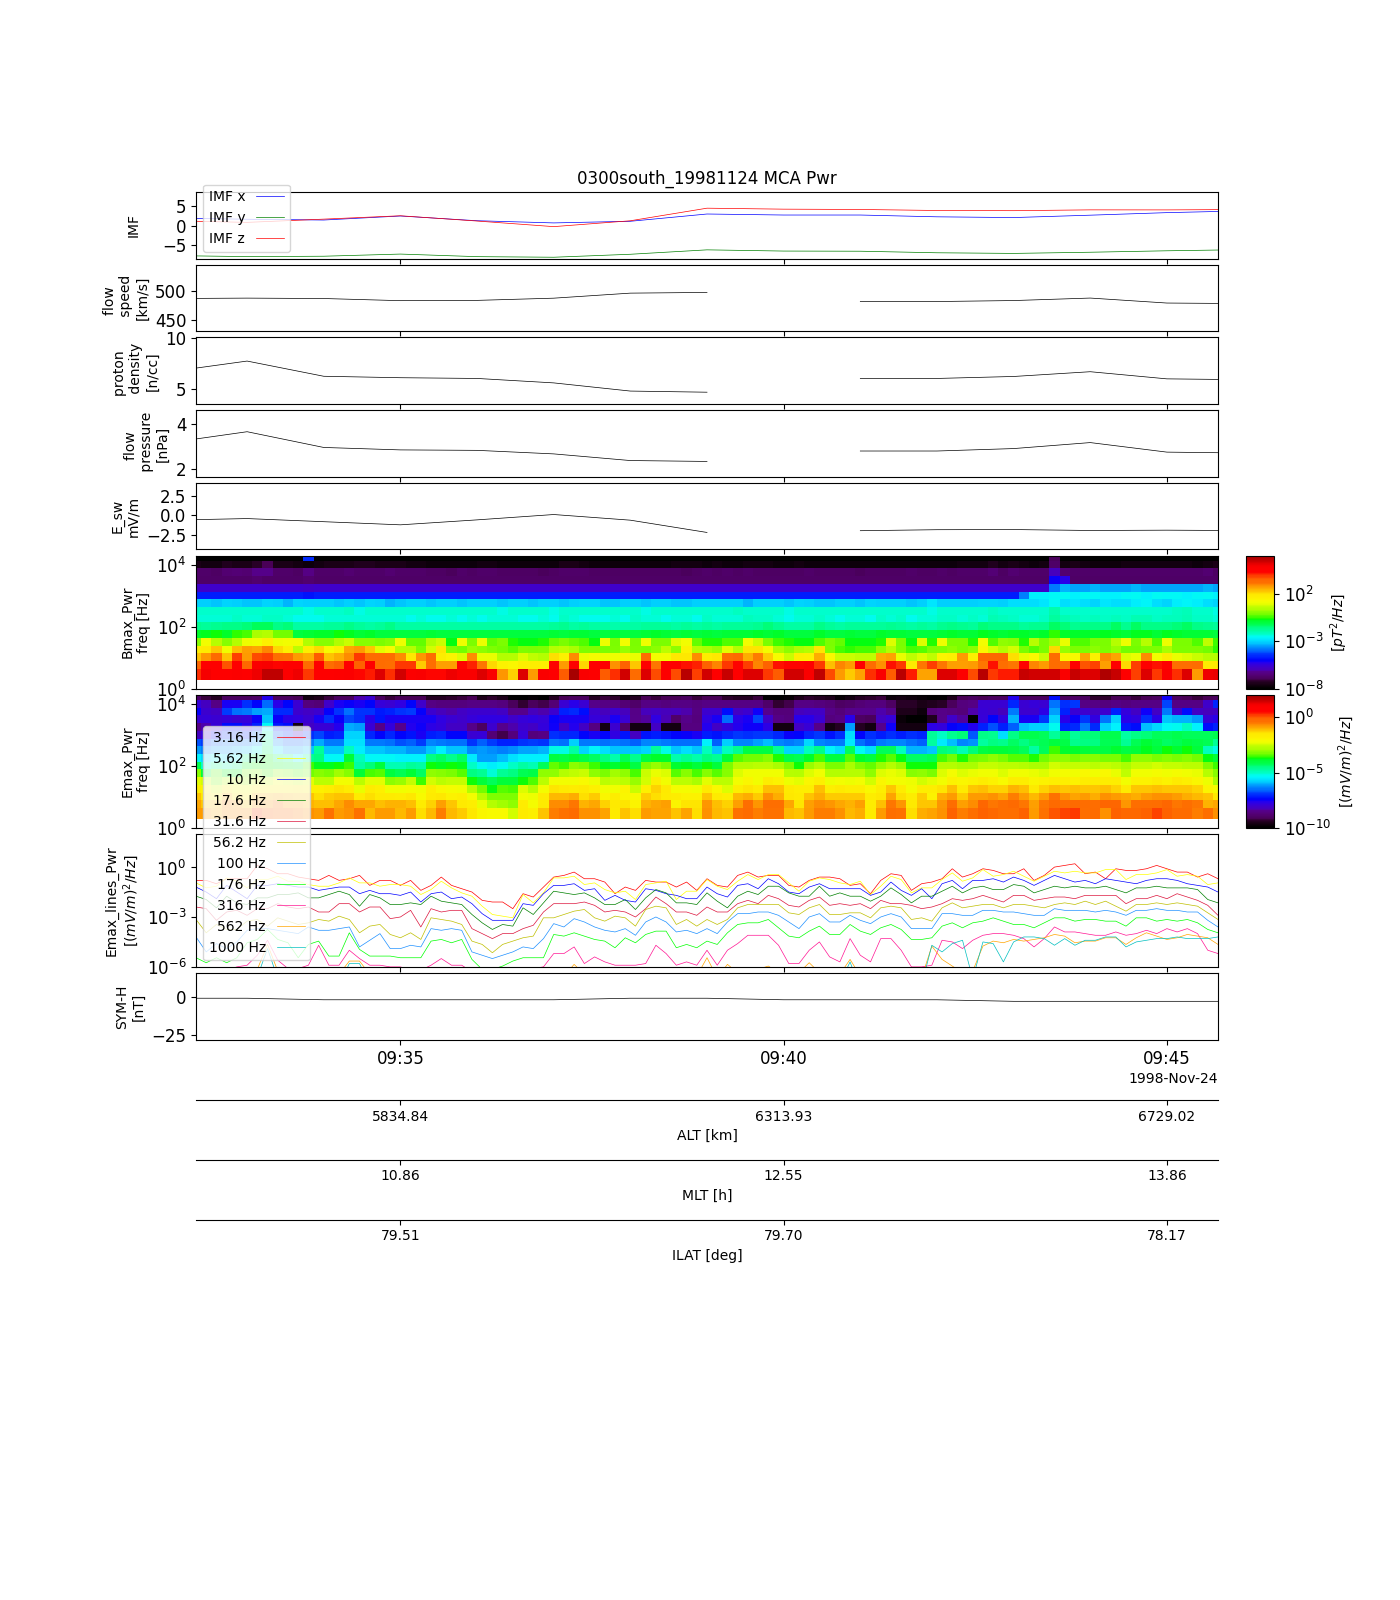 0300south_19981124 MCA Pwr
IMF
5
0
−5
IMF x
IMF y
IMF z
flow
speed
[km/s]
500
450
proton
density
[n/cc]
10
5
flow
pressure
[nPa]
4
2
E_sw
mV/m
2.5
0.0
−2.5
Bmax_Pwr
freq [Hz]
10^4
10^2
10^0
10^2
10^−3
10^−8
[pT^2/Hz]
Emax_Pwr
freq [Hz]
10^4
10^2
10^0
10^0
10^−5
10^−10
[(mV/m)^2/Hz]
3.16 Hz
5.62 Hz
10 Hz
17.6 Hz
31.6 Hz
56.2 Hz
100 Hz
176 Hz
316 Hz
562 Hz
1000 Hz
Emax_lines_Pwr
[(mV/m)^2/Hz]
10^0
10^−3
10^−6
SYM-H
[nT]
0
−25
09:35 09:40 09:45
1998-Nov-24
5834.84 6313.93 6729.02
ALT [km]
10.86 12.55 13.86
MLT [h]
79.51 79.70 78.17
ILAT [deg]